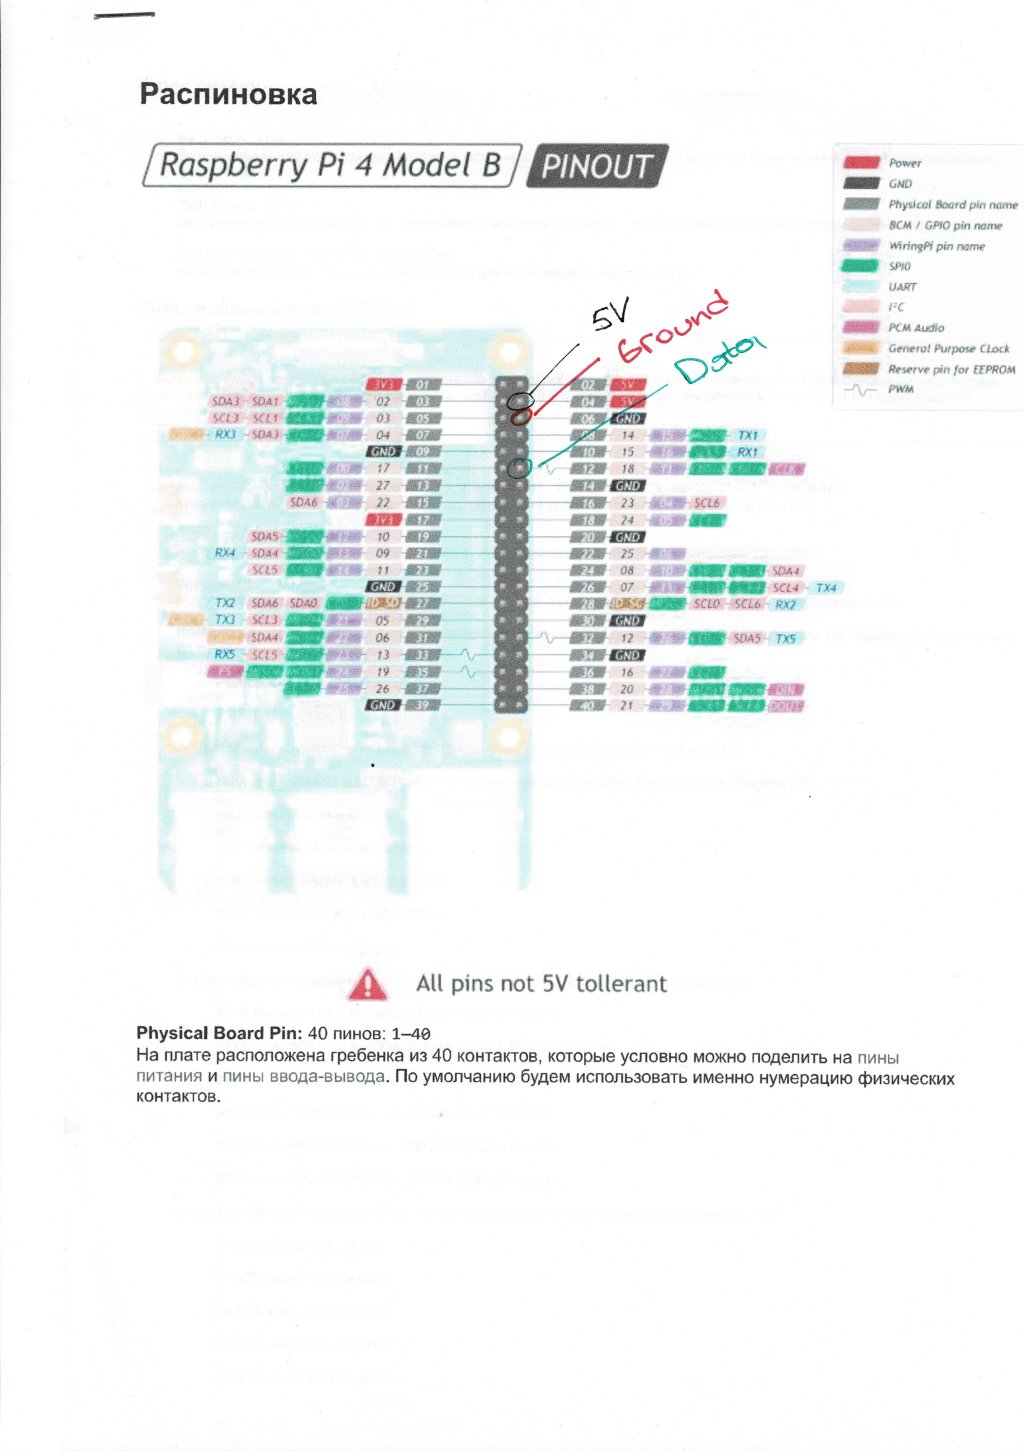 Распиновка
Raspberry Pi 4 Model B PINOUT
Power
GND
Physical Board pin name
BCM / GPIO pin name
WiringPi pin name
SPI0
UART
I²C
PCM Audio
General Purpose CLock
Reserve pin for EEPROM
PWM
5V
Ground
Data
3V3 01 02 5V
SDA3 SDA1 02 03 04 5V
SCL3 SCL1 03 05 06 GND
RX3 SDA3 04 07 08 14 TX1
GND 09 10 15 RX1
17 11 12 18 CLK
27 13 14 GND
SDA6 22 15 16 23 SCL6
3V3 17 18 24
SDA5 10 19 20 GND
RX4 SDA4 09 21 22 25
SCL5 11 23 24 08 SDA4
GND 25 26 07 SCL4 TX4
TX2 SDA6 SDA0 ID_SD 27 28 ID_SC SCL0 SCL6 RX2
TX3 SCL3 05 29 30 GND
SDA4 06 31 32 12 SDA5 TX5
RX5 SCL5 13 33 34 GND
FS 19 35 36 16
26 37 38 20 DIN
GND 39 40 21 DOUT
All pins not 5V tollerant
Physical Board Pin: 40 пинов: 1–40
На плате расположена гребенка из 40 контактов, которые условно можно поделить на пины
питания и пины ввода-вывода. По умолчанию будем использовать именно нумерацию физических
контактов.